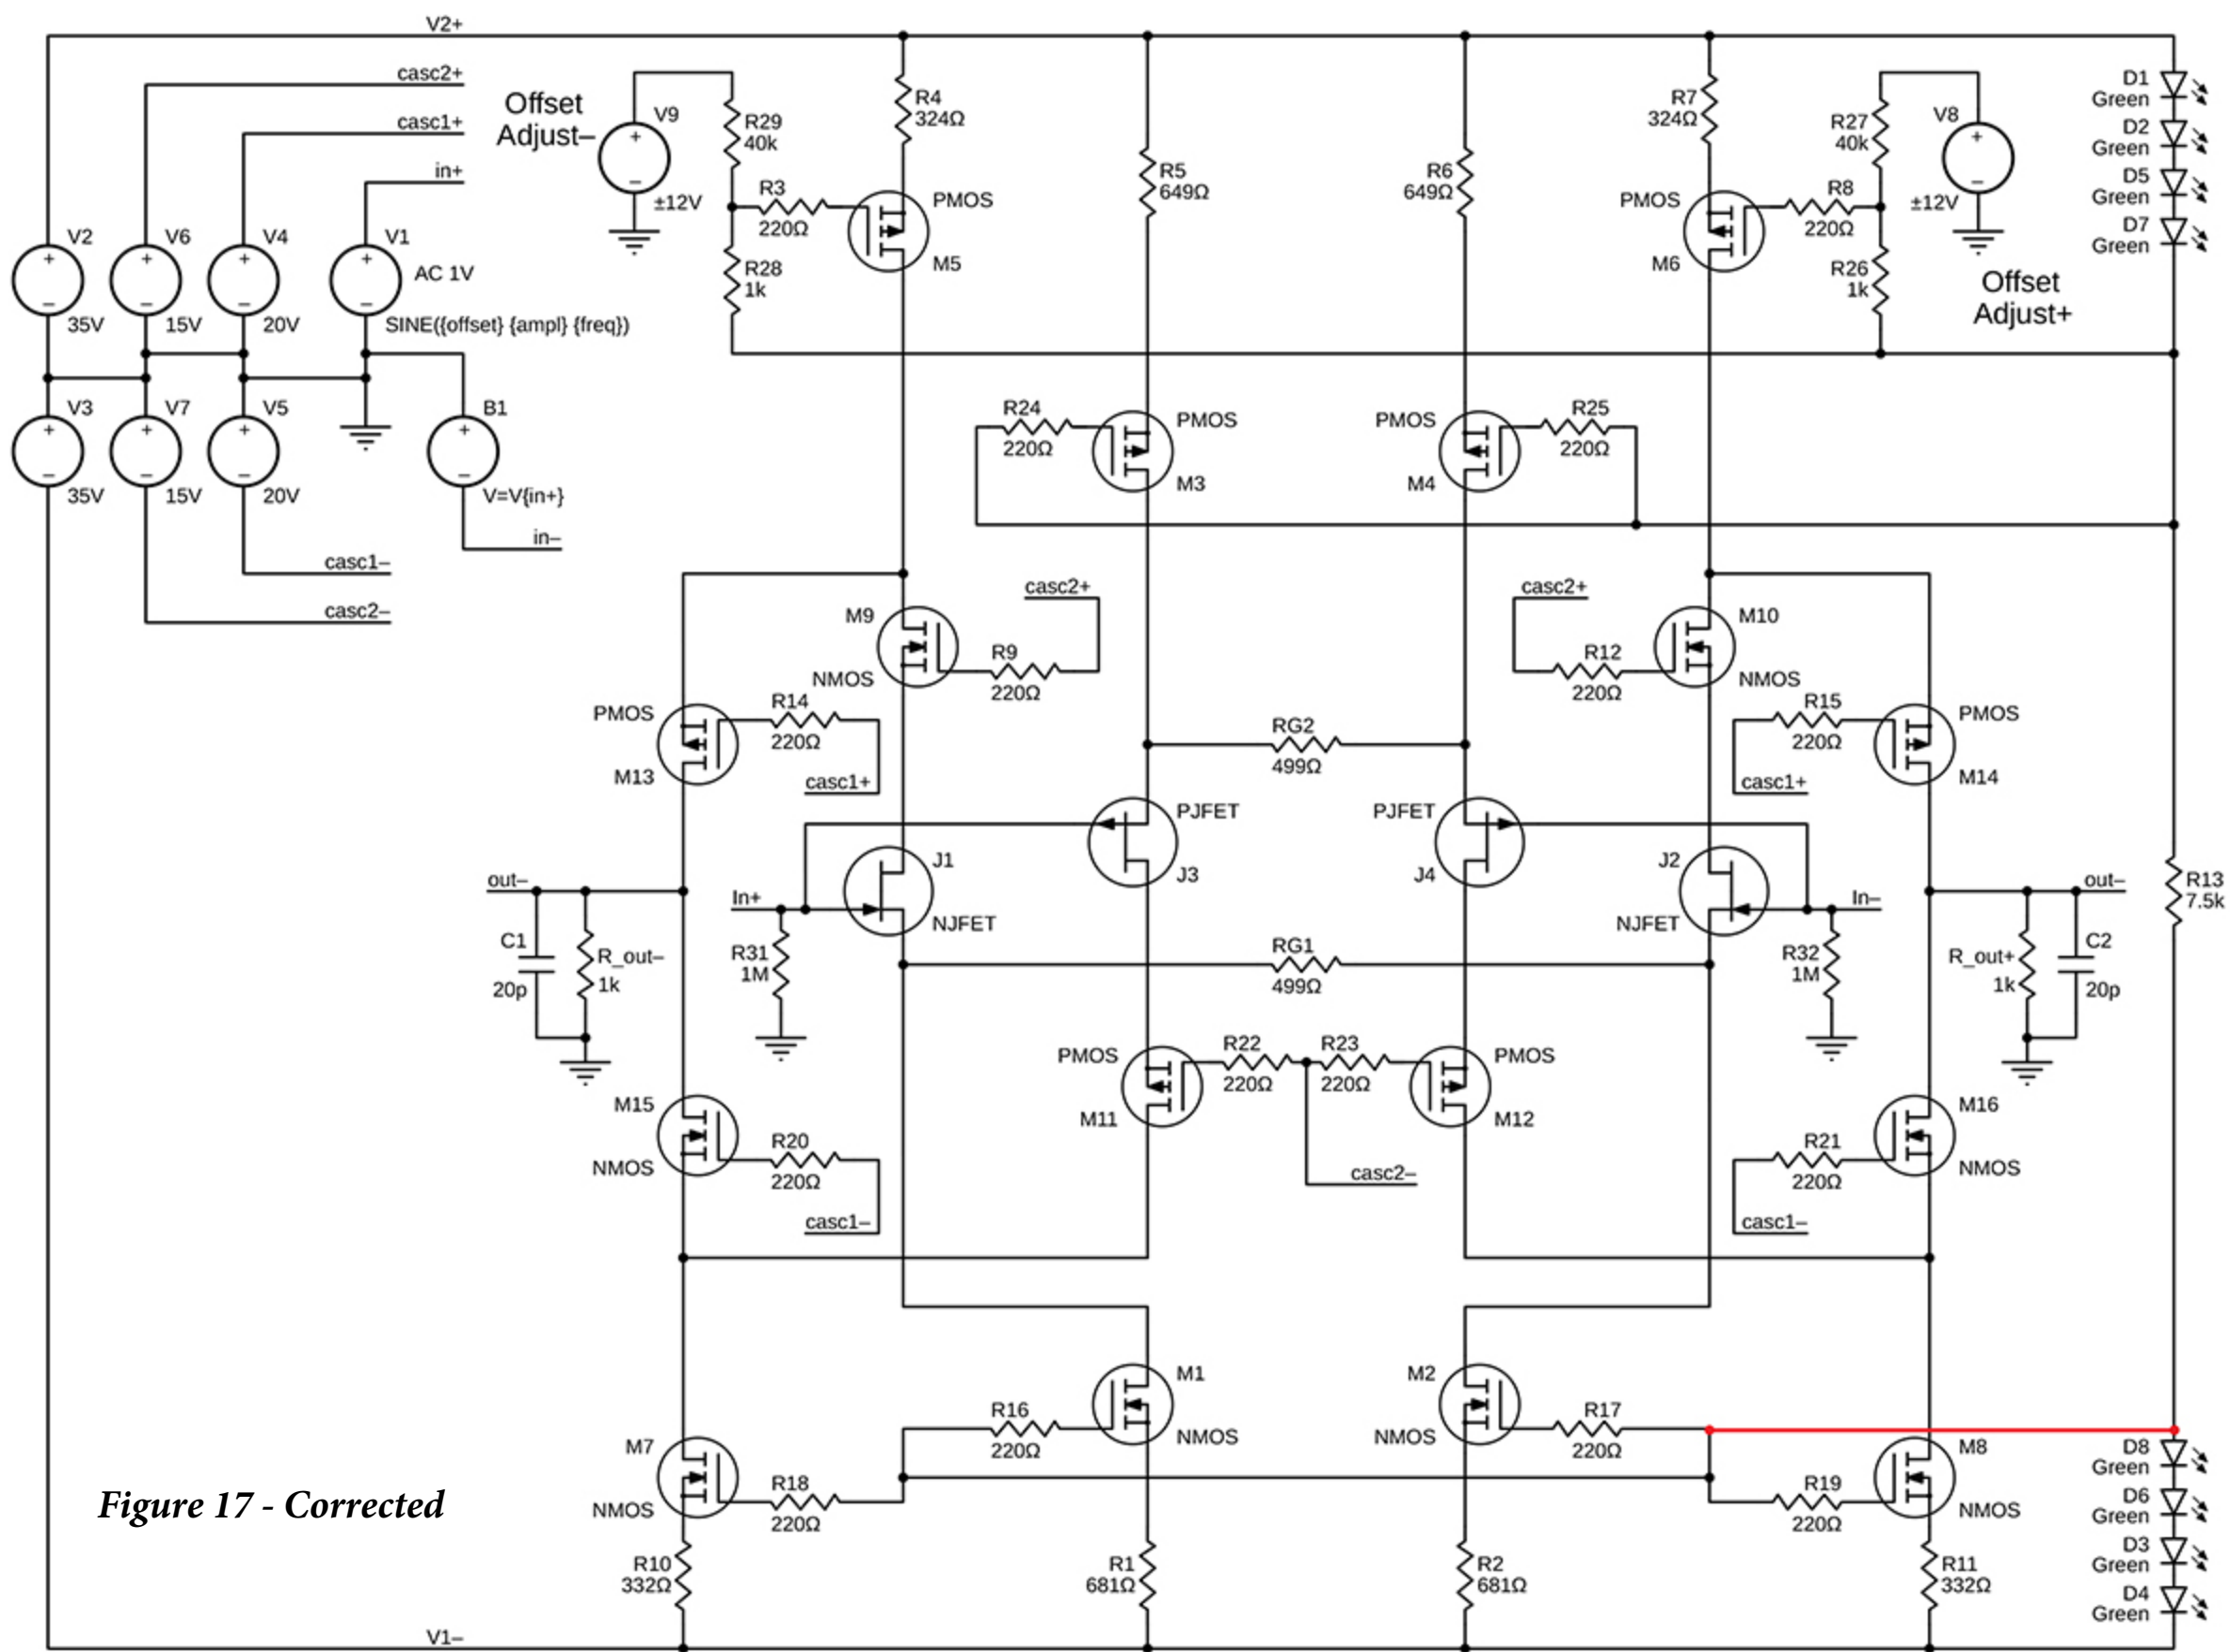 V2+
casc2+
casc1+
in+
Offset
Adjust–
V9
±12V
R29
40k
R3
220Ω
R28
1k
R4
324Ω
PMOS
M5
R5
649Ω
R6
649Ω
R7
324Ω
PMOS
M6
R27
40k
R8
220Ω
R26
1k
V8
±12V
Offset
Adjust+
D1
Green
D2
Green
D5
Green
D7
Green
V2
35V
V6
15V
V4
20V
V1
AC 1V
SINE({offset} {ampl} {freq})
V3
35V
V7
15V
V5
20V
B1
V=V{in+}
in–
casc1–
casc2–
R24
220Ω
PMOS
M3
PMOS
M4
R25
220Ω
M9
NMOS
casc2+
R9
220Ω
casc2+
R12
220Ω
M10
NMOS
PMOS
M13
R14
220Ω
casc1+
RG2
499Ω
R15
220Ω
casc1+
PMOS
M14
PJFET
J3
PJFET
J4
out–
C1
20p
R_out–
1k
In+
R31
1M
J1
NJFET
RG1
499Ω
J2
NJFET
In–
R32
1M
out–
R_out+
1k
C2
20p
R13
7.5k
PMOS
M11
R22
220Ω
R23
220Ω
PMOS
M12
casc2–
M15
NMOS
R20
220Ω
casc1–
R21
220Ω
casc1–
M16
NMOS
M1
NMOS
R16
220Ω
M2
NMOS
R17
220Ω
M7
NMOS
R18
220Ω
R19
220Ω
M8
NMOS
D8
Green
D6
Green
D3
Green
D4
Green
Figure 17 - Corrected
R10
332Ω
R1
681Ω
R2
681Ω
R11
332Ω
V1–